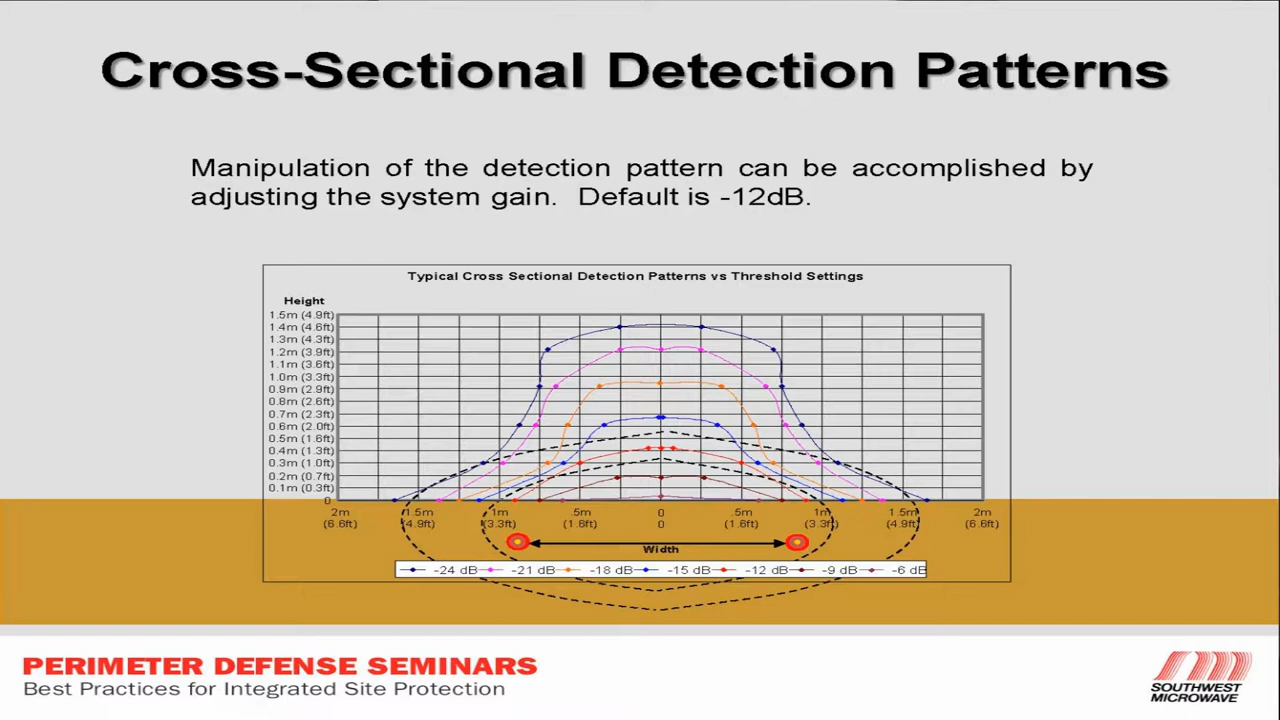 Cross-Sectional Detection Patterns
Manipulation of the detection pattern can be accomplished by
adjusting the system gain. Default is -12dB.
Typical Cross Sectional Detection Patterns vs Threshold Settings
Height
1.5m (4.9ft)
1.4m (4.6ft)
1.3m (4.3ft)
1.2m (3.9ft)
1.1m (3.6ft)
1.0m (3.3ft)
0.9m (2.9ft)
0.8m (2.6ft)
0.7m (2.3ft)
0.6m (2.0ft)
0.5m (1.6ft)
0.4m (1.3ft)
0.3m (1.0ft)
0.2m (0.7ft)
0.1m (0.3ft)
0
2m 1.5m 1m .5m 0 .5m 1m 1.5m 2m
(6.6ft) (4.9ft) (3.3ft) (1.6ft) 0 (1.6ft) (3.3ft) (4.9ft) (6.6ft)
Width
-24 dB -21 dB -18 dB -15 dB -12 dB -9 dB -6 dB
PERIMETER DEFENSE SEMINARS
Best Practices for Integrated Site Protection
SOUTHWEST
MICROWAVE